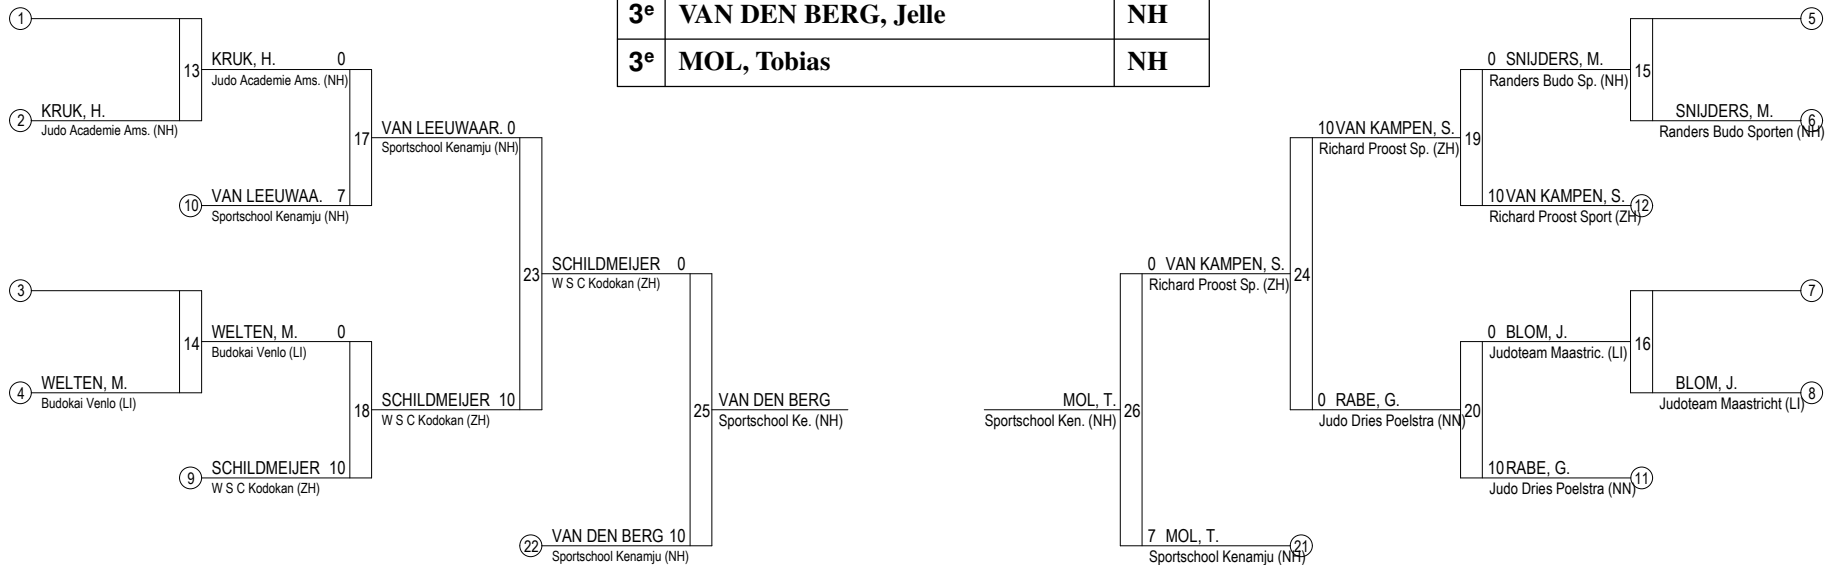 3e VAN DEN BERG, Jelle NH
3e MOL, Tobias NH
1
13
KRUK, H. 0
Judo Academie Ams. (NH)
2
KRUK, H.
Judo Academie Ams. (NH)
17
VAN LEEUWAAR. 0
Sportschool Kenamju (NH)
10
VAN LEEUWAA. 7
Sportschool Kenamju (NH)
23
SCHILDMEIJER 0
W S C Kodokan (ZH)
3
14
WELTEN, M. 0
Budokai Venlo (LI)
4
WELTEN, M.
Budokai Venlo (LI)
18
SCHILDMEIJER 10
W S C Kodokan (ZH)
9
SCHILDMEIJER 10
W S C Kodokan (ZH)
25
VAN DEN BERG
Sportschool Ke. (NH)
22
VAN DEN BERG 10
Sportschool Kenamju (NH)
5
0 SNIJDERS, M.
Randers Budo Sp. (NH)
15
SNIJDERS, M.
Randers Budo Sporten (NH)
6
10 VAN KAMPEN, S.
Richard Proost Sp. (ZH)
19
10 VAN KAMPEN, S.
Richard Proost Sport (ZH)
12
0 VAN KAMPEN, S.
Richard Proost Sp. (ZH)
24
7
0 BLOM, J.
Judoteam Maastric. (LI)
16
BLOM, J.
Judoteam Maastricht (LI)
8
0 RABE, G.
Judo Dries Poelstra (NN)
20
10 RABE, G.
Judo Dries Poelstra (NN)
11
MOL, T.
Sportschool Ken. (NH)
26
7 MOL, T.
Sportschool Kenamju (NH)
21